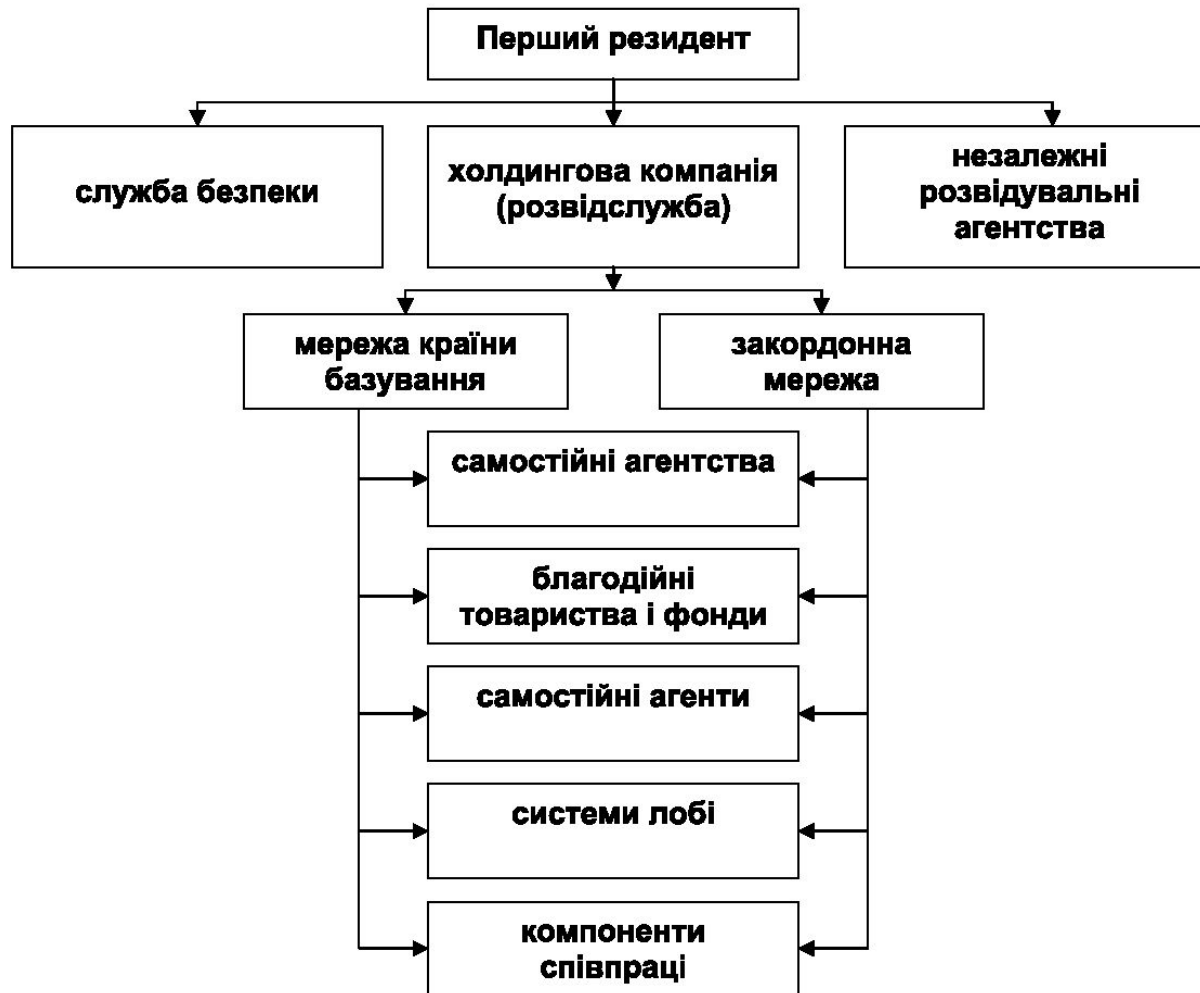 Перший резидент
служба безпеки
холдингова компанія
(розвідслужба)
незалежні
розвідувальні
агентства
мережа країни
базування
закордонна
мережа
самостійні агентства
благодійні
товариства і фонди
самостійні агенти
системи лобі
компоненти
співпраці